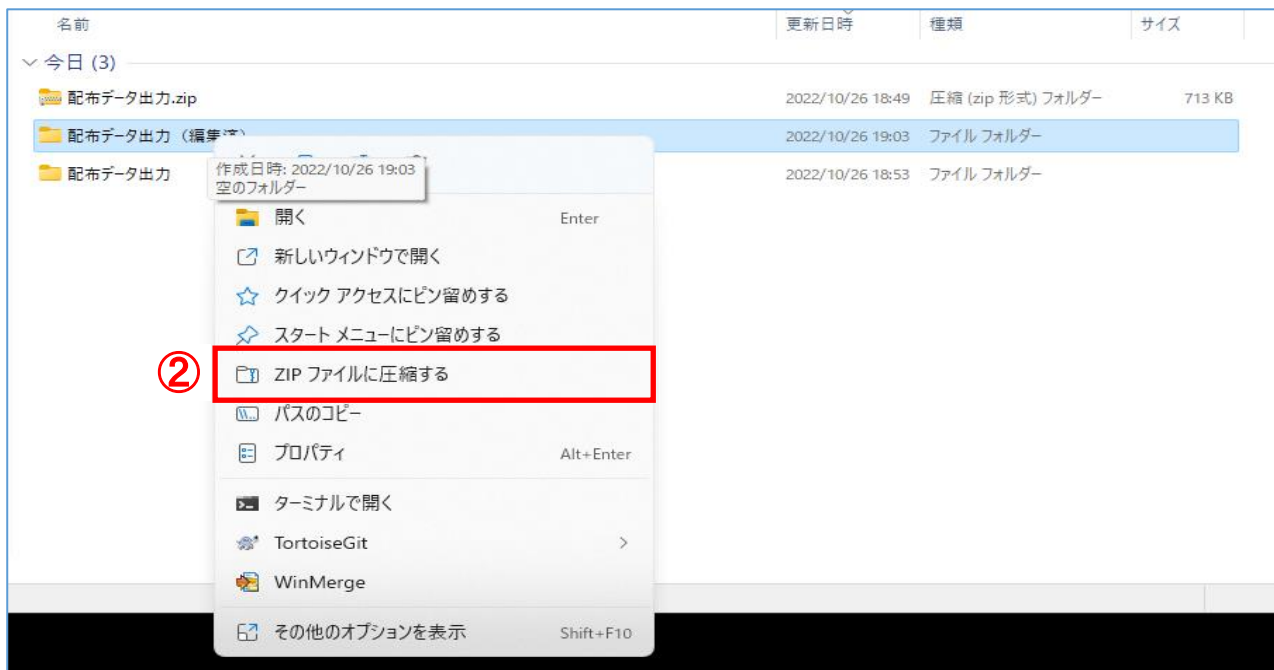 名前 更新日時 種類 サイズ
今日 (3)
配布データ出力.zip 2022/10/26 18:49 圧縮 (zip 形式) フォルダー 713 KB
配布データ出力（編集済） 2022/10/26 19:03 ファイル フォルダー
作成日時: 2022/10/26 19:03
空のフォルダー
配布データ出力 2022/10/26 18:53 ファイル フォルダー
開く Enter
新しいウィンドウで開く
クイック アクセスにピン留めする
スタート メニューにピン留めする
② ZIP ファイルに圧縮する
パスのコピー
プロパティ Alt+Enter
ターミナルで開く
TortoiseGit
WinMerge
その他のオプションを表示 Shift+F10